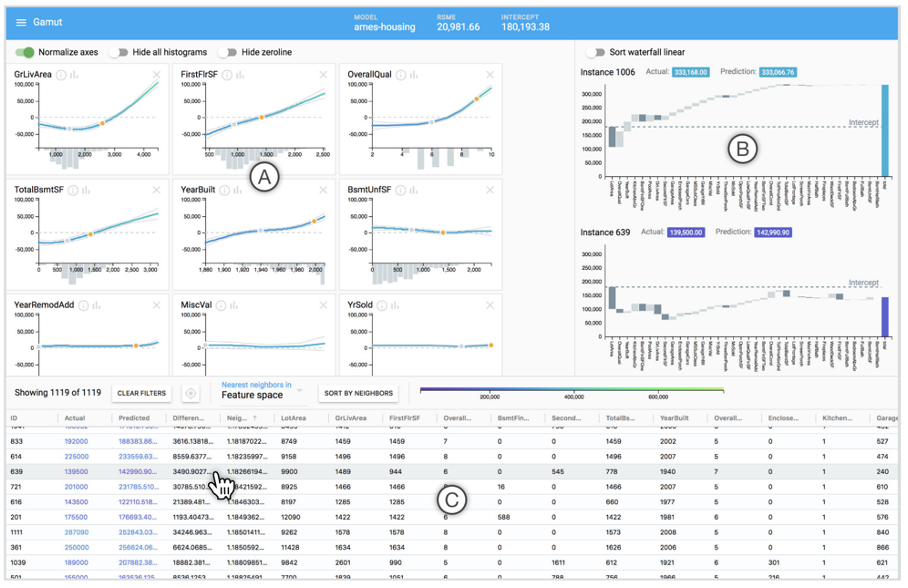 Gamut
MODEL RSME INTERCEPT
ames-housing 20,981.66 180,193.38
Normalize axes Hide all histograms Hide zeroline
Sort waterfall linear
GrLivArea FirstFlrSF OverallQual
100,000 100,000 100,000
50,000 50,000 50,000
0 0 0
-50,000 -50,000 -50,000
1,000 2,000 3,000 4,000 500 1,000 1,500 2,000 2,500 2 4 6 8 10
A
TotalBsmtSF YearBuilt BsmtUnfSF
100,000 100,000 100,000
50,000 50,000 50,000
0 0 0
-50,000 -50,000 -50,000
0 500 1,000 1,500 2,000 2,500 3,000 1,880 1,900 1,920 1,940 1,960 1,980 2,000 0 500 1,000 1,500 2,000
YearRemodAdd MiscVal YrSold
100,000 100,000 100,000
50,000 50,000 50,000
0 0 0
-50,000 -50,000 -50,000
Instance 1006 Actual: 333,168.00 Prediction: 333,066.76
300,000
250,000
200,000
Intercept
150,000
100,000
50,000
0
B
Instance 639 Actual: 139,500.00 Prediction: 142,990.90
300,000
250,000
200,000
Intercept
150,000
100,000
50,000
0
Showing 1119 of 1119 CLEAR FILTERS Nearest neighbors in Feature space SORT BY NEIGHBORS
200,000 400,000 600,000
ID Actual Predicted Differen... Neig... LotArea GrLivArea FirstFlrSF Overall... BsmtFin... Second... TotalBs... YearBuilt Overall... Enclose... Kitchen... Garage
833 192000 188383.86... 3616.13818... 1.18187022... 8749 1459 1459 7 0 0 1459 2002 5 0 1 527
614 225000 233559.63... 8559.6377... 1.18227997... 9158 1496 1496 8 0 0 1496 2007 5 0 1 474
639 139500 142990.90... 3490.9027... 1.18266194... 9900 1489 944 6 0 545 778 1940 7 0 1 240
721 201000 231785.510... 30785.510... 8925 1466 1466 16 0 1466 2007 5 0 1 610
616 143500 122110.518... 21389.481... 1.1846303... 8197 1285 1285 0 0 660 1977 5 0 1 528
201 175500 176693.40... 1193.40473... 1.1849362... 12090 1422 1422 6 588 0 1422 1981 6 0 1 576
1111 287090 252843.03... 34246.963... 1.18501411... 9262 1578 1578 8 0 0 1573 2008 5 0 1 840
361 250000 256624.06... 6624.0685... 1.1850592... 11428 1634 1634 8 0 0 1626 2006 5 0 1 866
1039 189000 207882.38... 18882.381... 1.18809851... 9842 2601 990 5 0 1611 612 1921 6 301 1 621
C